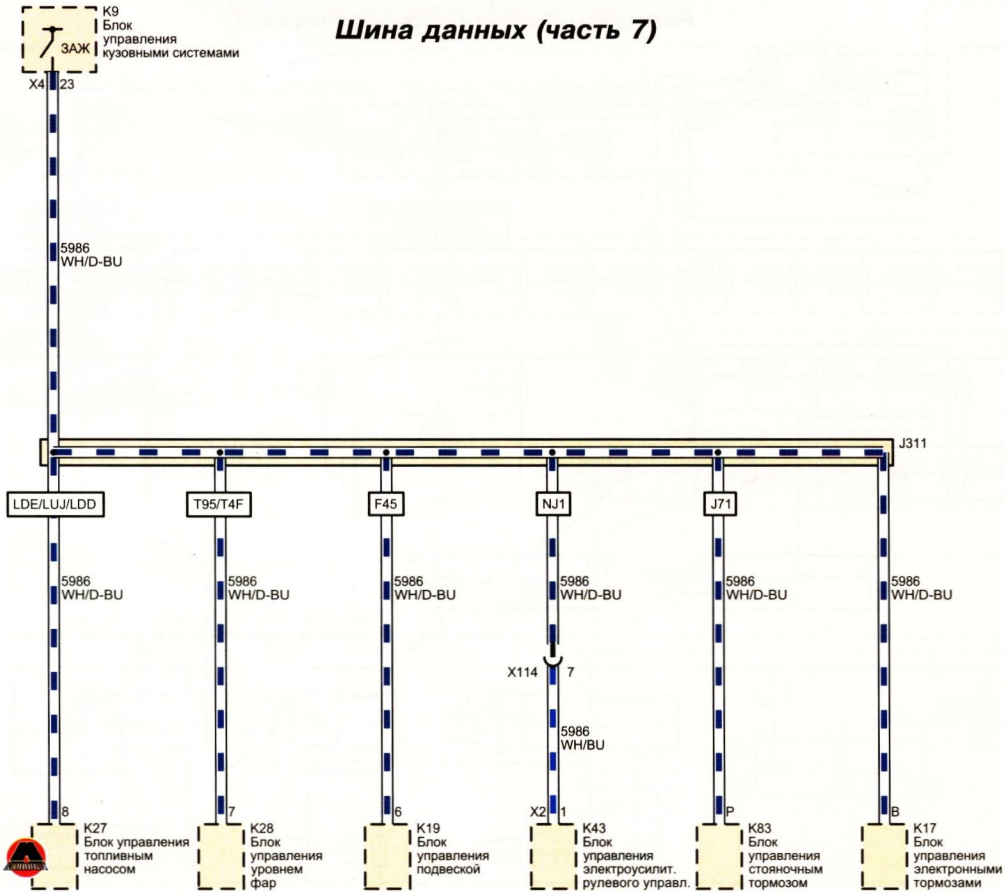 Шина данных (часть 7)
K9
Блок
управления
кузовными системами
ЗАЖ
X4 23
5986
WH/D-BU
J311
LDE/LUJ/LDD
T95/T4F
F45
NJ1
J71
5986
WH/D-BU
5986
WH/D-BU
5986
WH/D-BU
5986
WH/D-BU
5986
WH/D-BU
5986
WH/D-BU
X114 7
5986
WH/BU
8
7
6
X2 1
P
B
K27
Блок управления
топливным
насосом
K28
Блок
управления
уровнем
фар
K19
Блок
управления
подвеской
K43
Блок
управления
электроусилит.
рулевого управл.
K83
Блок
управления
стояночным
тормозом
K17
Блок
управления
электронными
тормозами